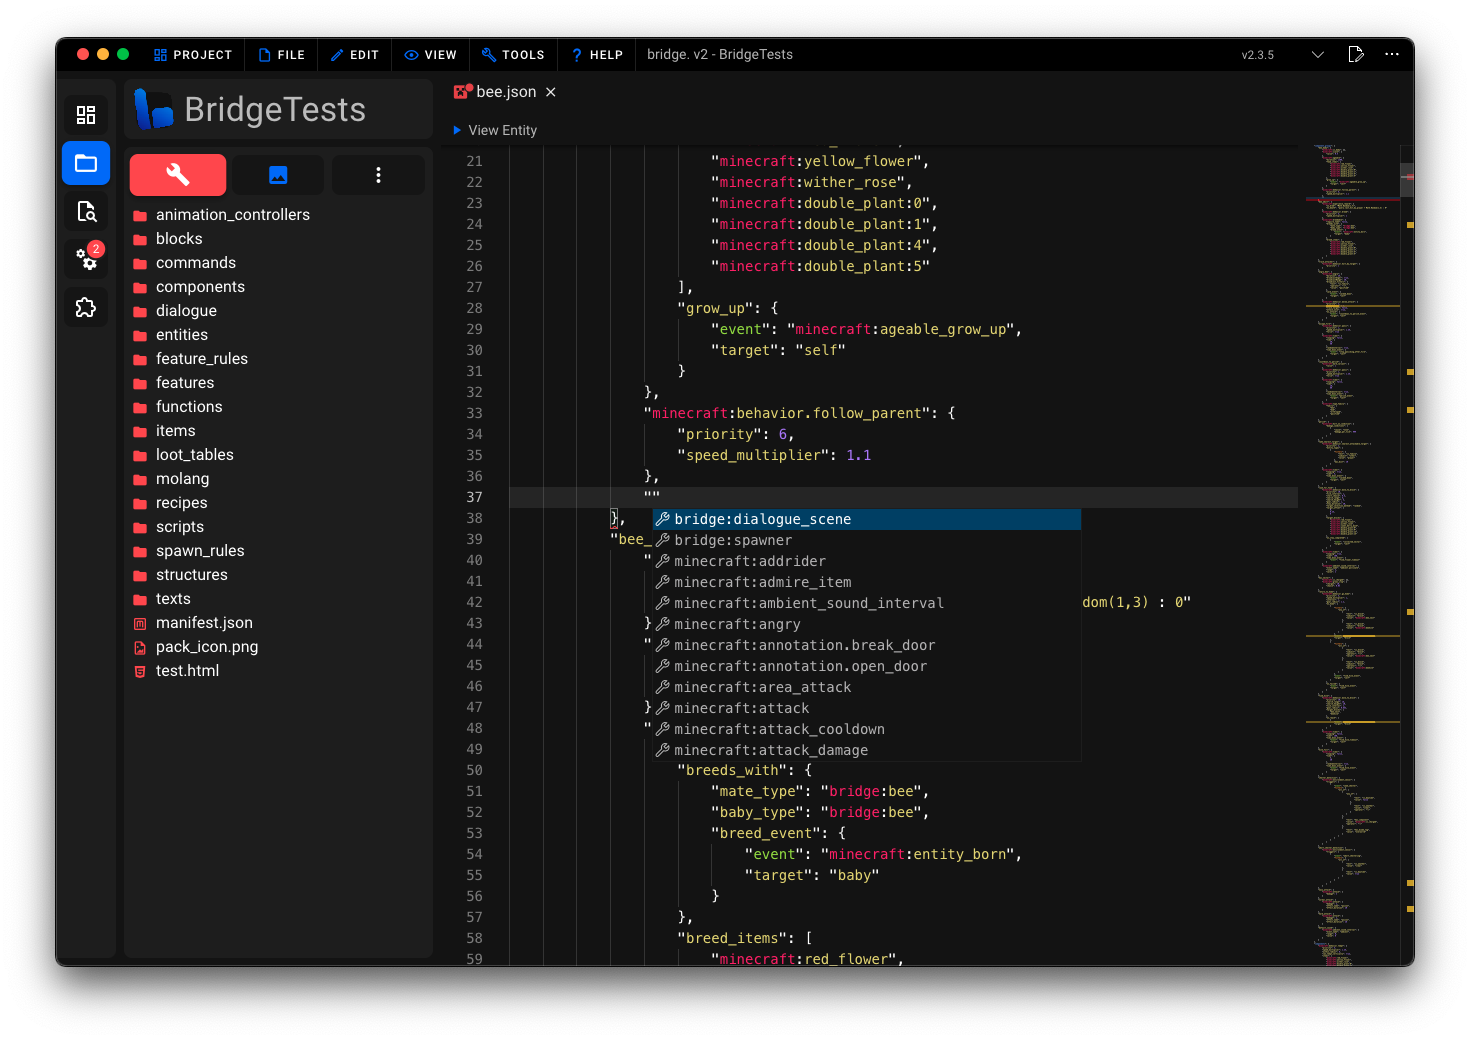 PROJECT FILE EDIT VIEW TOOLS HELP bridge. v2 - BridgeTests v2.3.5
BridgeTests
2
animation_controllers
blocks
commands
components
dialogue
entities
feature_rules
features
functions
items
loot_tables
molang
recipes
scripts
spawn_rules
structures
texts
manifest.json
pack_icon.png
test.html
bee.json
View Entity
21 "minecraft:yellow_flower",
22 "minecraft:wither_rose",
23 "minecraft:double_plant:0",
24 "minecraft:double_plant:1",
25 "minecraft:double_plant:4",
26 "minecraft:double_plant:5"
27 ],
28 "grow_up": {
29 "event": "minecraft:ageable_grow_up",
30 "target": "self"
31 }
32 },
33 "minecraft:behavior.follow_parent": {
34 "priority": 6,
35 "speed_multiplier": 1.1
36 },
37 ""
38 },
39 "bee_
40 "
41
42 dom(1,3) : 0"
43 }
44 "
45
46
47 }
48 "
49
bridge:dialogue_scene
bridge:spawner
minecraft:addrider
minecraft:admire_item
minecraft:ambient_sound_interval
minecraft:angry
minecraft:annotation.break_door
minecraft:annotation.open_door
minecraft:area_attack
minecraft:attack
minecraft:attack_cooldown
minecraft:attack_damage
50 "breeds_with": {
51 "mate_type": "bridge:bee",
52 "baby_type": "bridge:bee",
53 "breed_event": {
54 "event": "minecraft:entity_born",
55 "target": "baby"
56 }
57 },
58 "breed_items": [
59 "minecraft:red_flower",